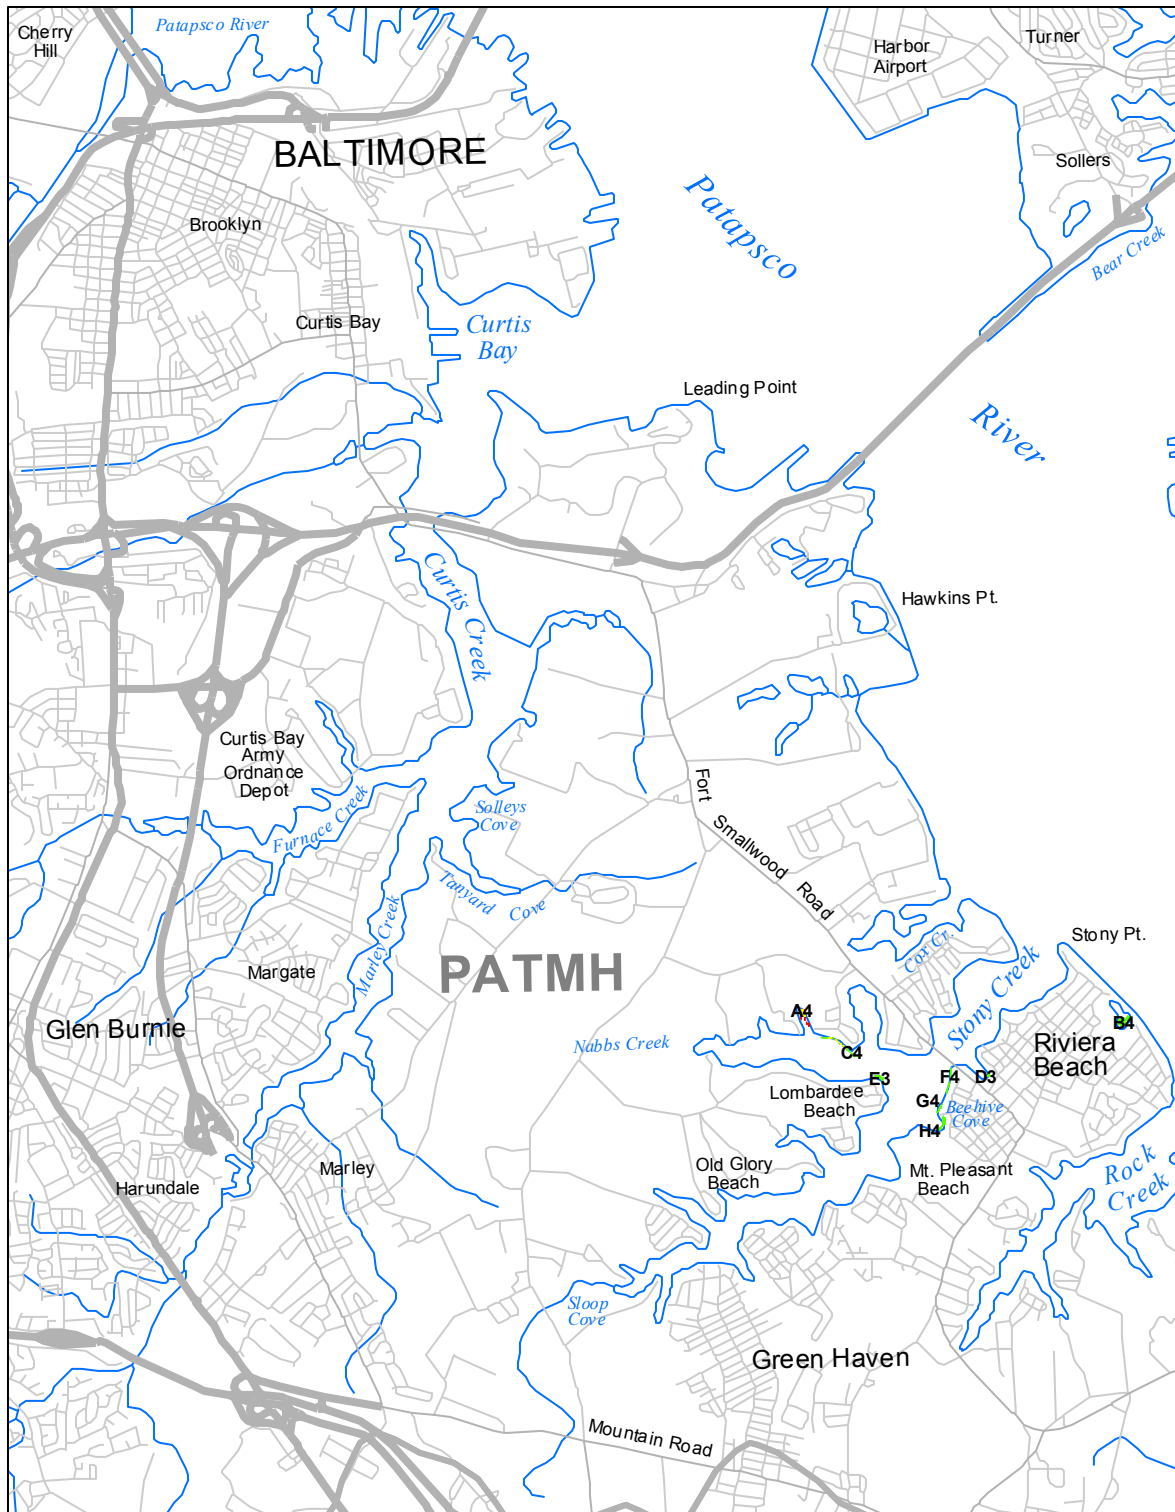 Patapsco River
Cherry
Hill
Turner
Harbor
Airport
BALTIMORE
Sollers
Patapsco
Brooklyn
Bear Creek
Curtis Bay
Curtis
Bay
Leading Point
River
Curtis Creek
Hawkins Pt.
Curtis Bay
Army
Ordnance
Depot
Fort Smallwood Road
Solleys
Cove
Furnace Creek
Tanyard Cove
Marley Creek
Cox Cr.
Stony Pt.
PATMH
Margate
Stony Creek
A4
B4
Glen Burnie
Nabbs Creek
Riviera
Beach
C4
E3
F4
D3
Lombardee
Beach
G4
Beehive
Cove
H4
Old Glory
Beach
Mt. Pleasant
Beach
Rock
Creek
Marley
Harundale
Sloop
Cove
Green Haven
Mountain Road